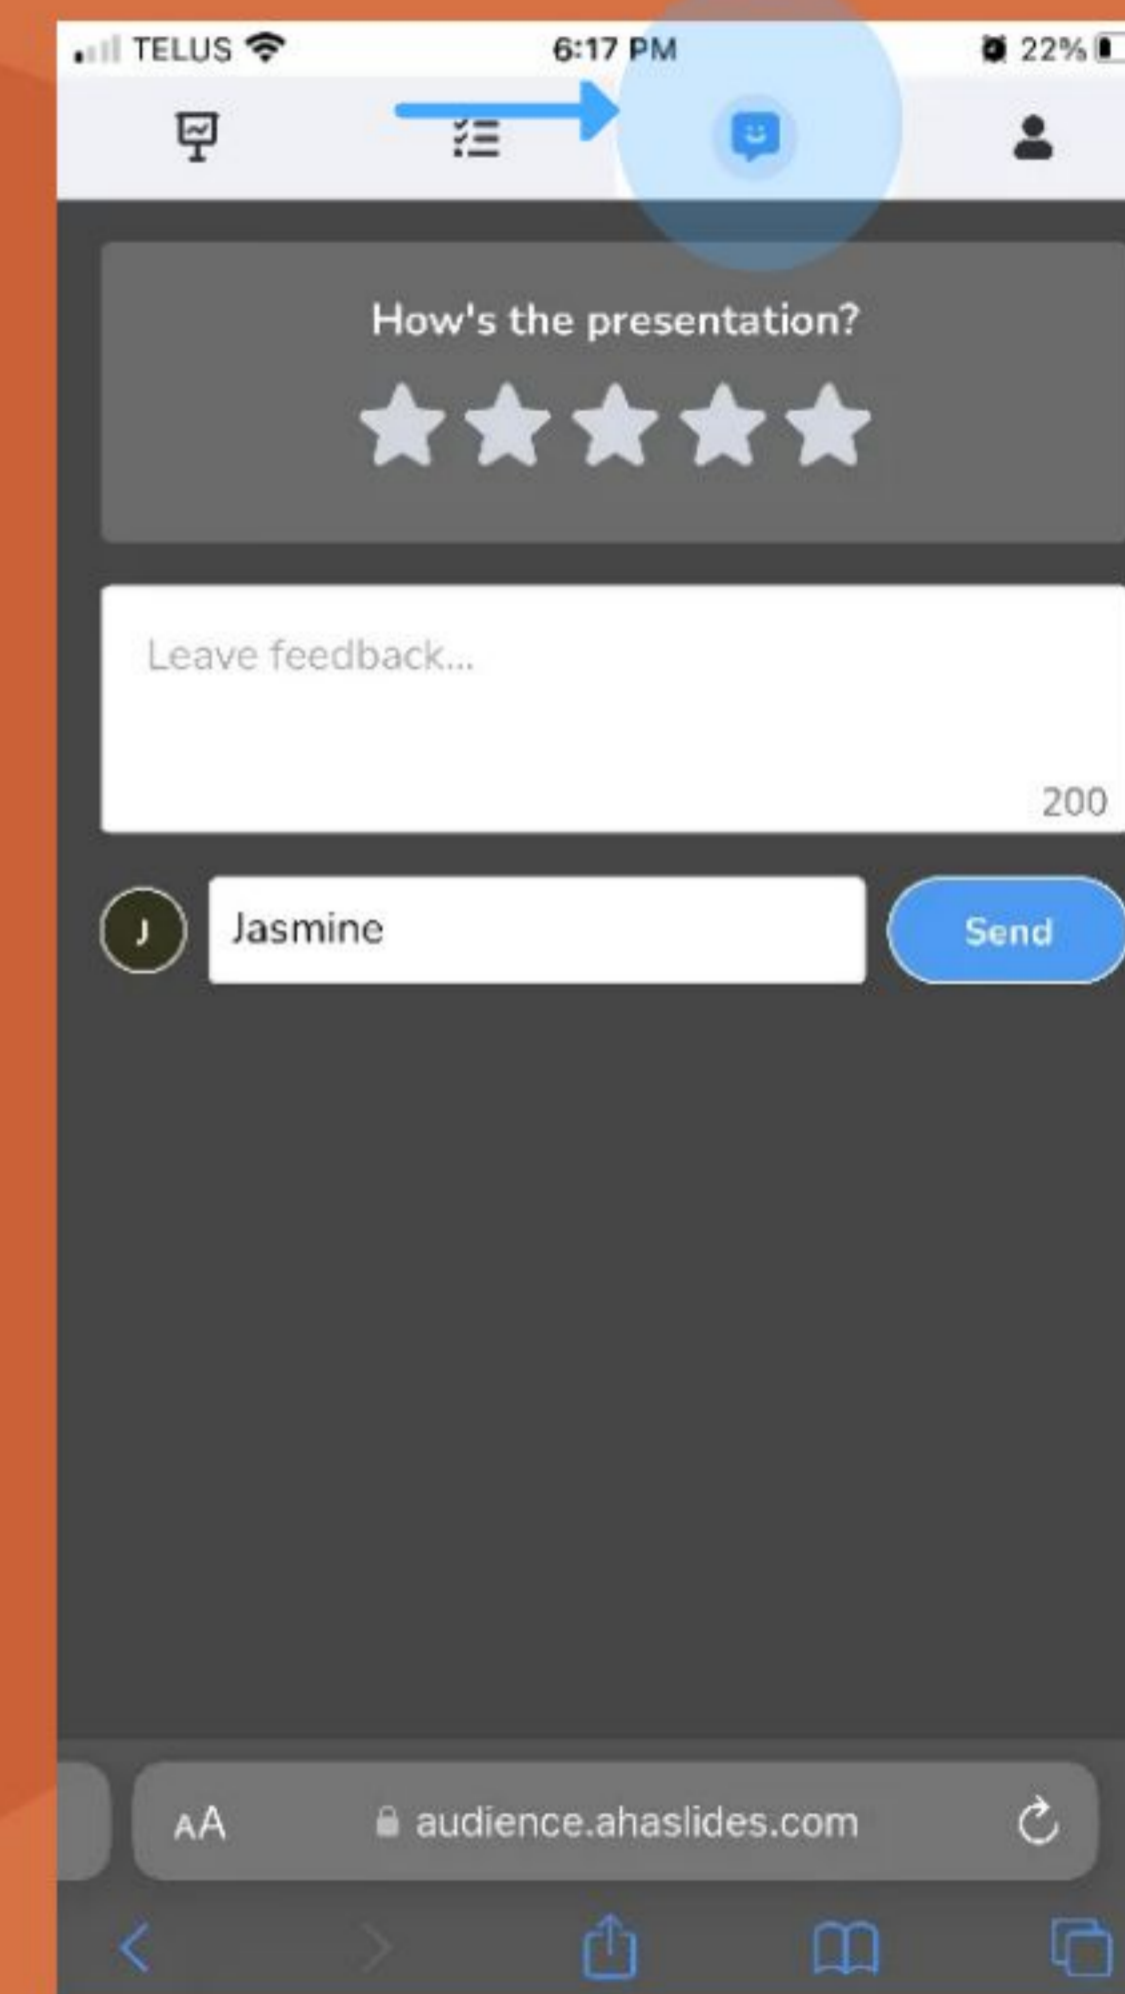 TELUS 6:17 PM 22%
How's the presentation?
Leave feedback...
200
J Jasmine Send
AA audience.ahaslides.com